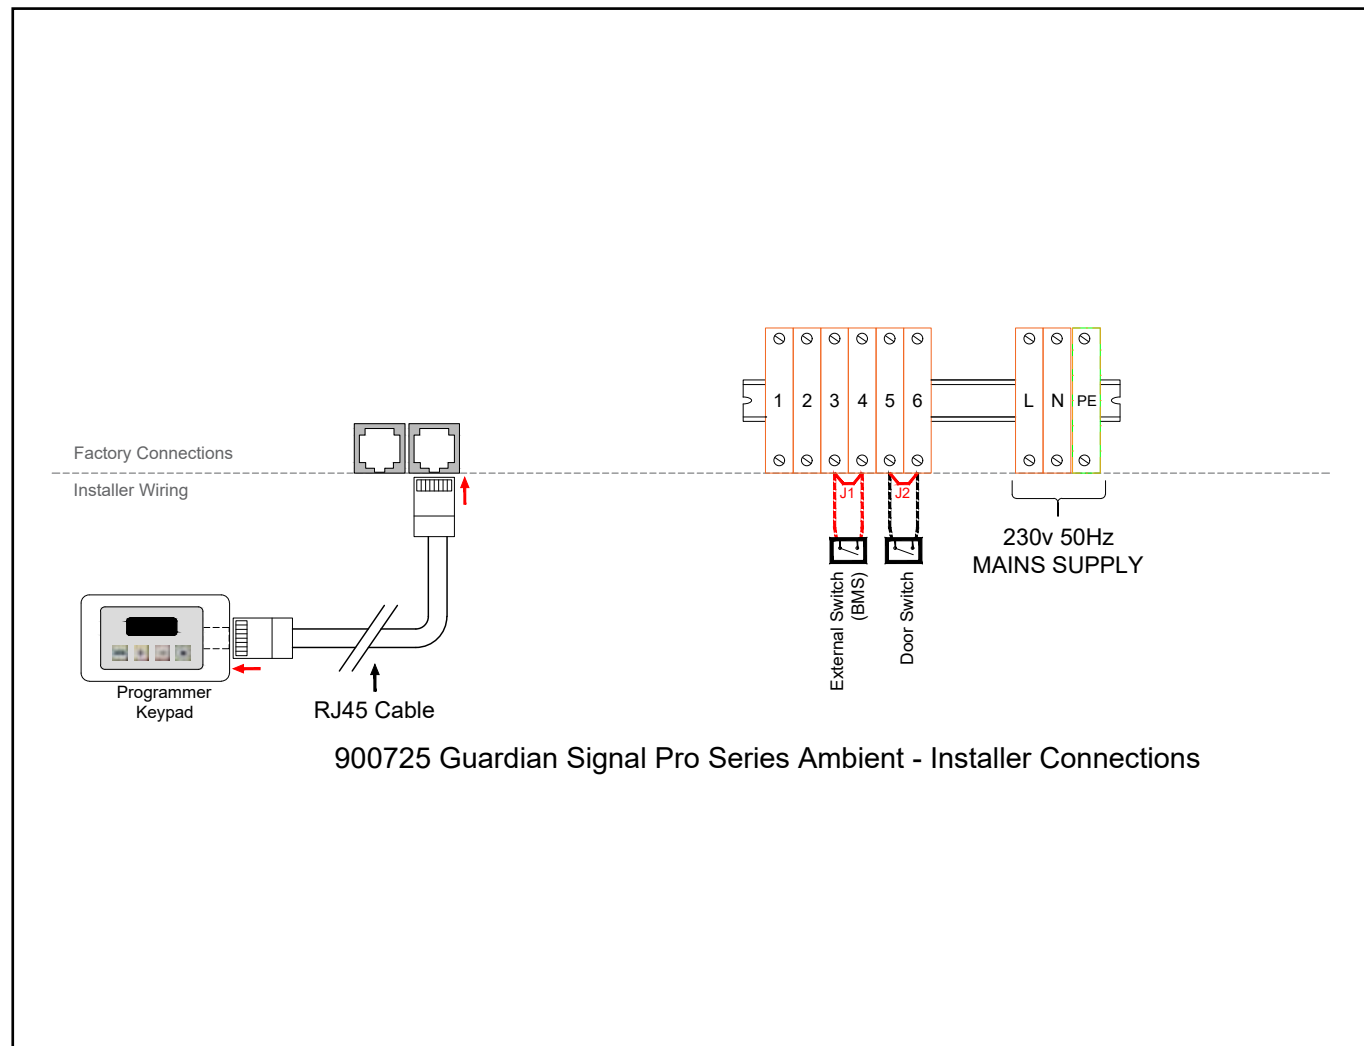 1 2 3 4 5 6 L N PE
Factory Connections
Installer Wiring
J1 J2
230v 50Hz
MAINS SUPPLY
External Switch
(BMS)
Door Switch
Programmer
Keypad
RJ45 Cable
900725 Guardian Signal Pro Series Ambient - Installer Connections